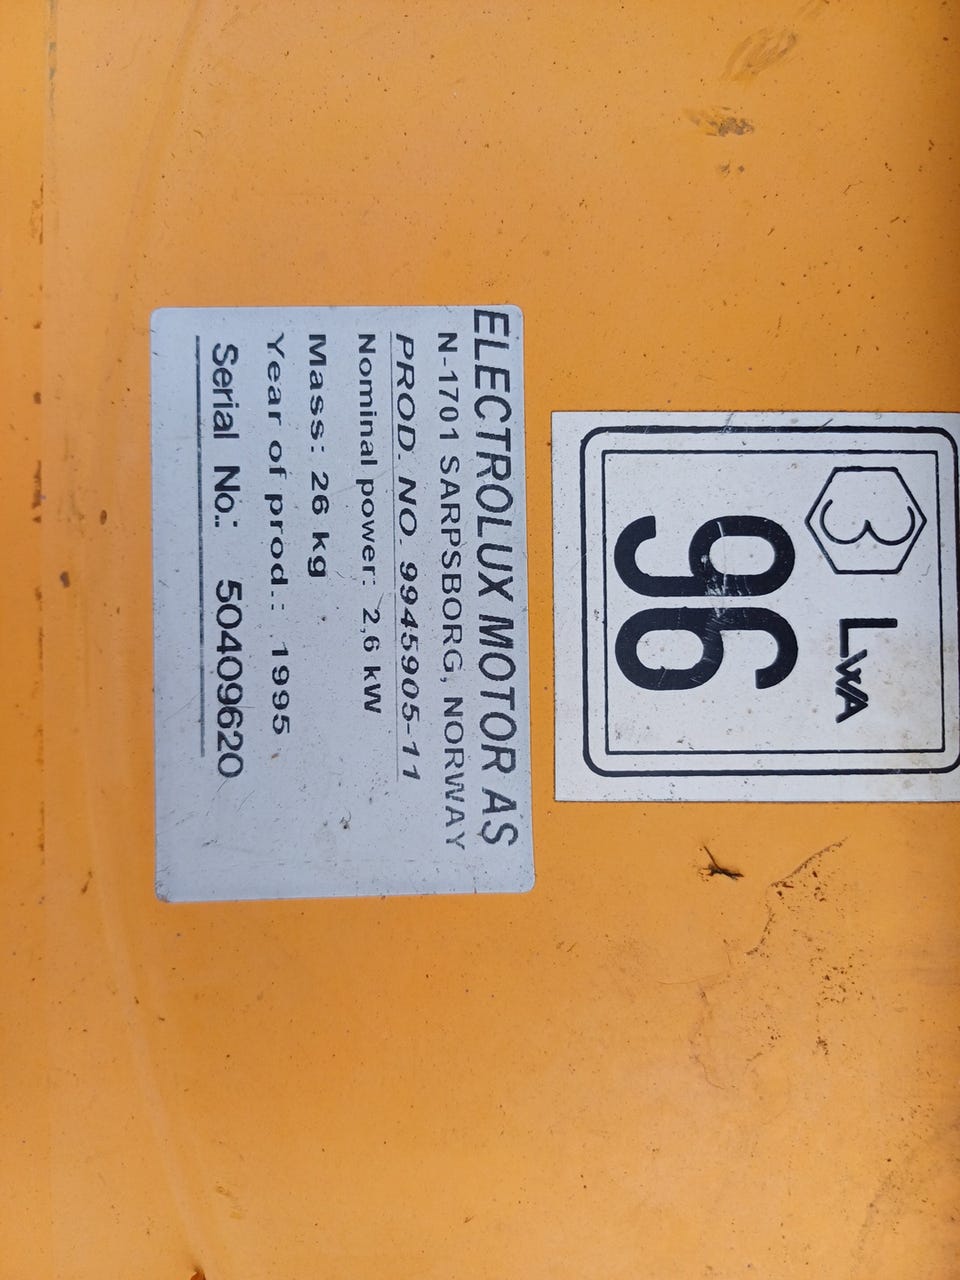 ELECTROLUX MOTOR AS
N-1701 SARPSBORG, NORWAY
PROD. NO. 9945905-11
Nominal power: 2,6 kW
Mass: 26 kg
Year of prod.: 1995
Serial No.: 50409620
LWA
96